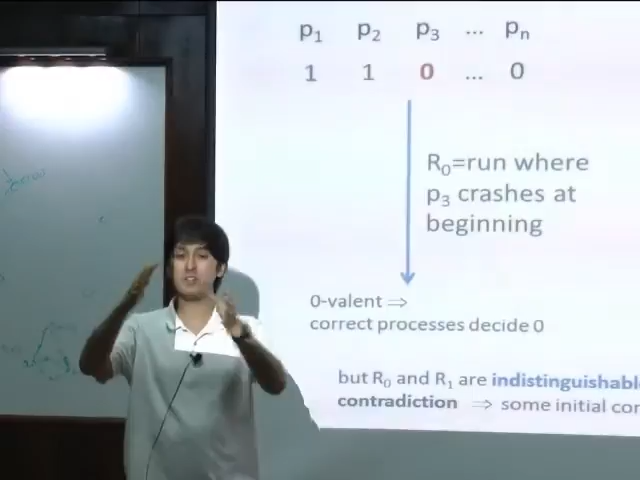 p₁ p₂ p₃ ... pₙ
1 1 0 ... 0
R₀=run where
p₃ crashes at
beginning
0-valent ⇒
correct processes decide 0
but R₀ and R₁ are indistinguishable
contradiction ⇒ some initial